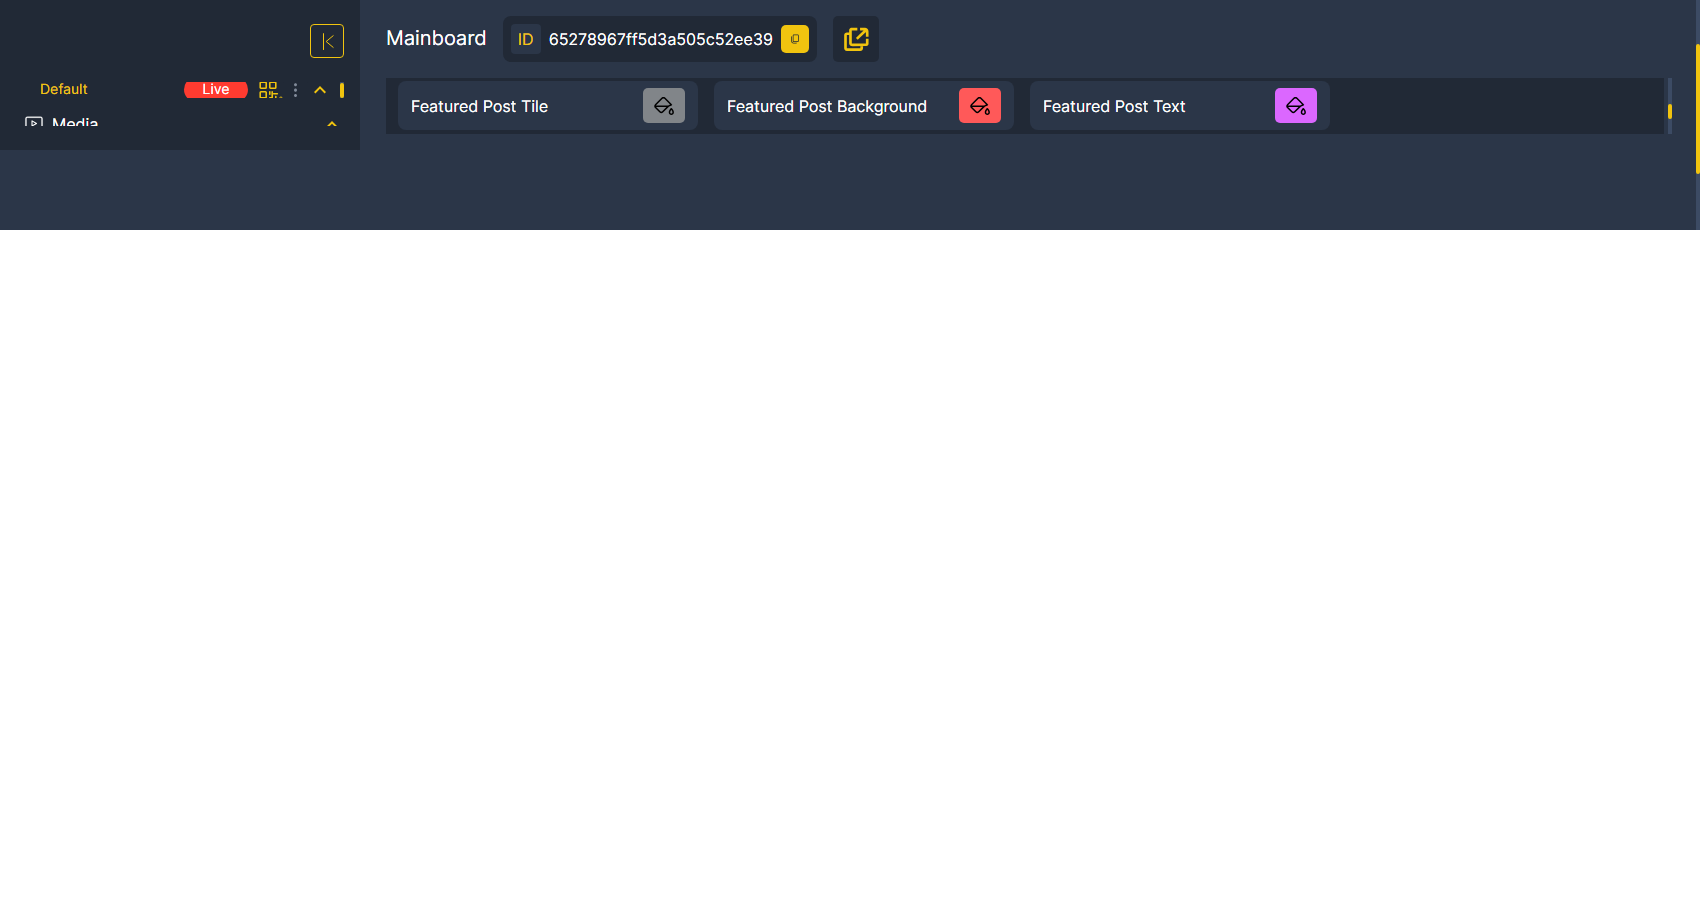 Mainboard
ID 65278967ff5d3a505c52ee39
Default Live
Media
Featured Post Tile
Featured Post Background
Featured Post Text